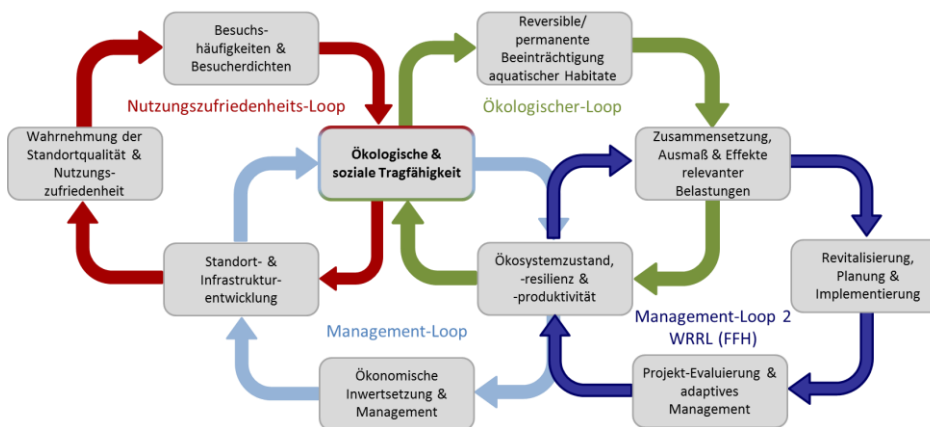 Besuchs-
häufigkeiten &
Besucherdichten
Reversible/
permanente
Beeinträchtigung
aquatischer Habitate
Nutzungszufriedenheits-Loop
Ökologischer-Loop
Wahrnehmung der
Standortqualität &
Nutzungs-
zufriedenheit
Ökologische &
soziale Tragfähigkeit
Zusammensetzung,
Ausmaß & Effekte
relevanter
Belastungen
Standort- &
Infrastruktur-
entwicklung
Ökosystemzustand,
-resilienz &
-produktivität
Revitalisierung,
Planung &
Implementierung
Management-Loop
Management-Loop 2
WRRL (FFH)
Ökonomische
Inwertsetzung &
Management
Projekt-Evaluierung &
adaptives
Management